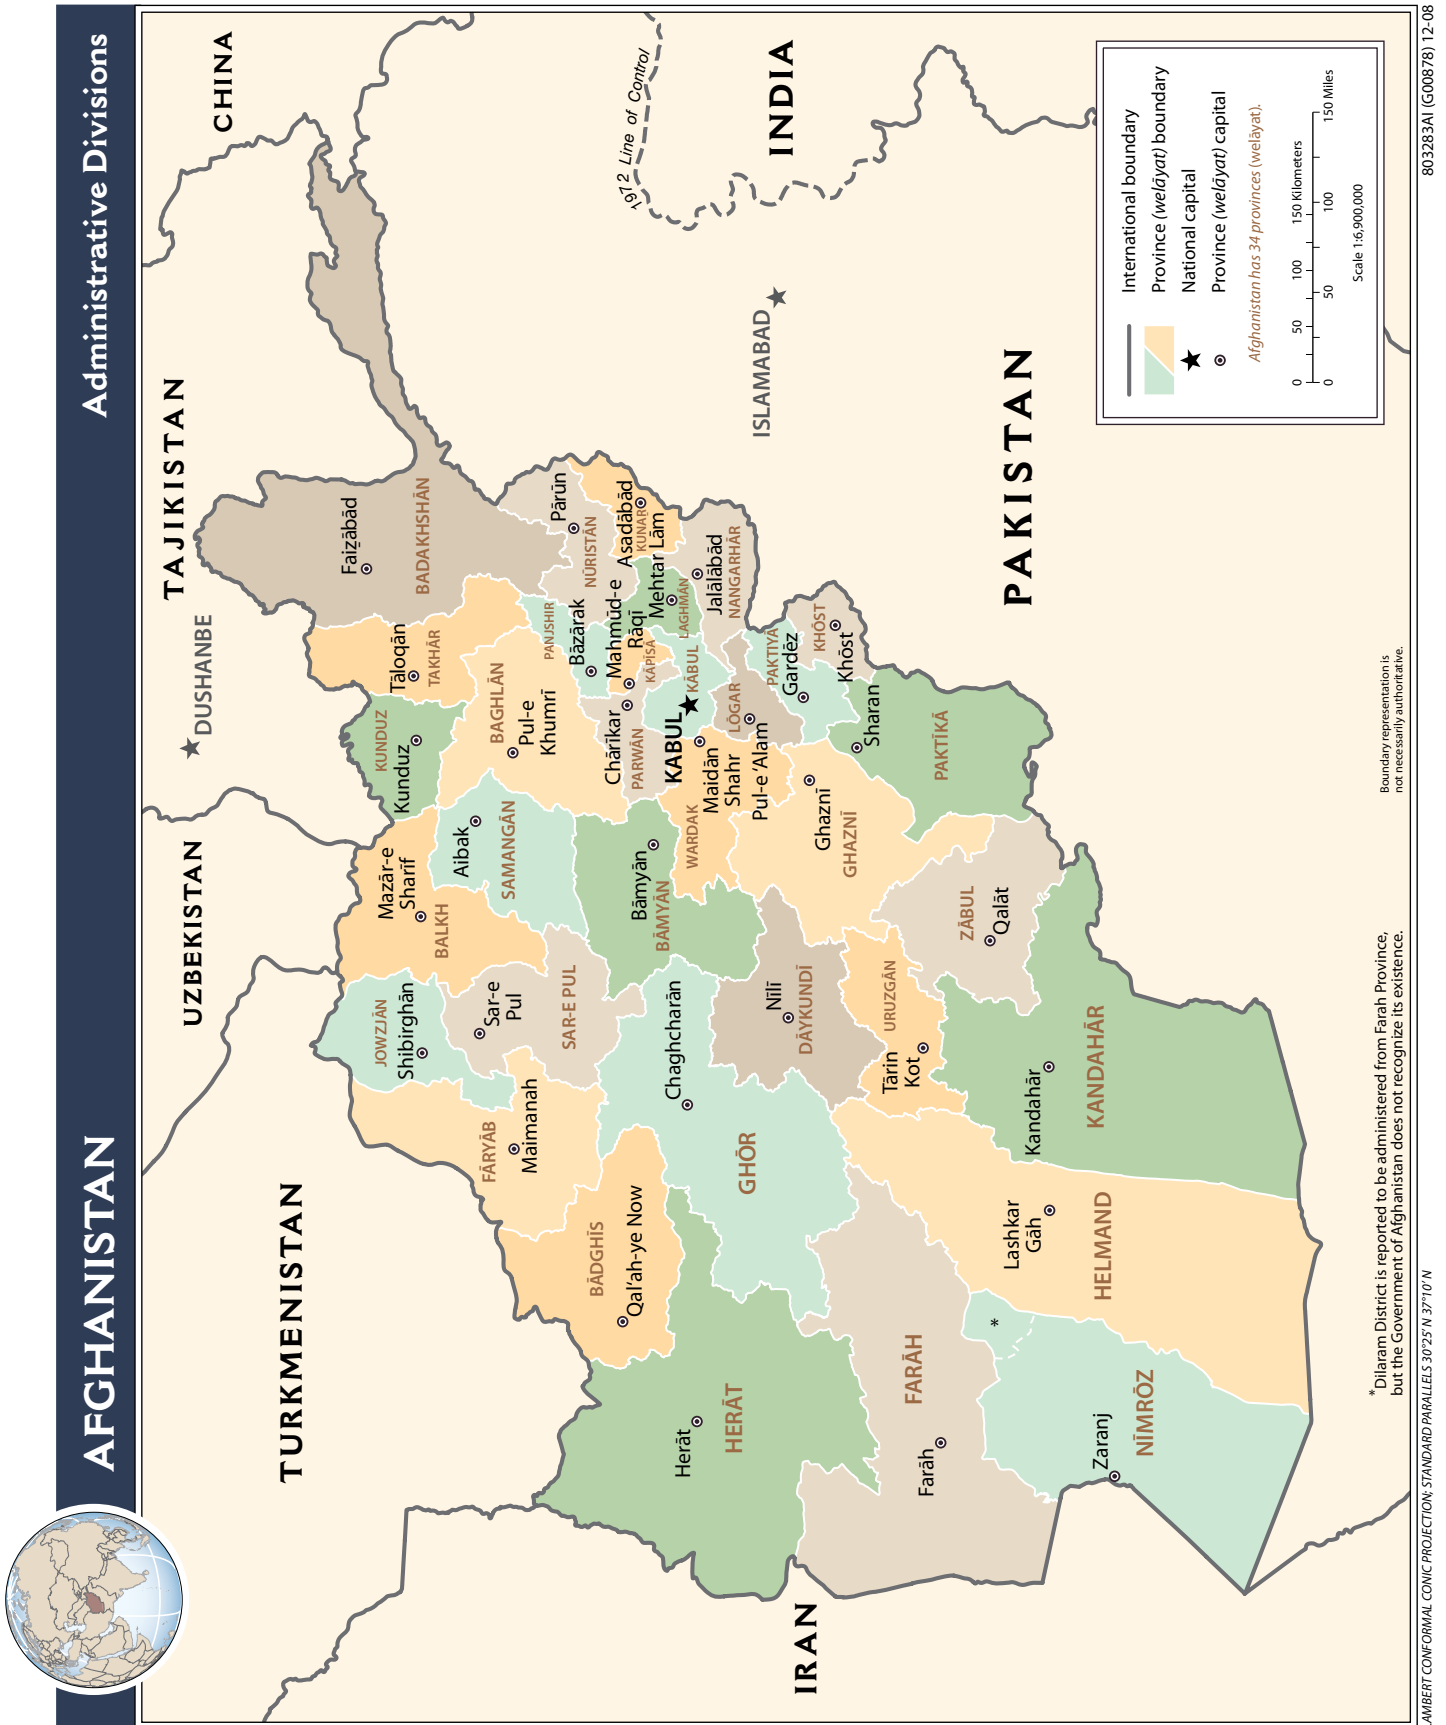 AFGHANISTAN
Administrative Divisions
CHINA
TAJIKISTAN
DUSHANBE
UZBEKISTAN
TURKMENISTAN
IRAN
INDIA
1972 Line of Control
ISLAMABAD
PAKISTAN
Faiẕābād
BADAKHSHĀN
Tāloqān
TAKHĀR
KUNDUZ
Kunduz
Mazār-e
Sharīf
BALKH
JOWZJĀN
Shibirghān
Aibak
SAMANGĀN
BAGHLĀN
Pul-e
Khumrī
Sar-e
Pul
SAR-E PUL
FĀRYĀB
Maimanah
BĀDGHĪS
Qal‘ah-ye Now
HERĀT
Herāt
GHŌR
Chaghcharān
Bāmyān
BĀMYĀN
PANJSHIR
Bāzārak
Pārūn
NŪRISTĀN
Asadābād
KUNAR
Mehtar Lām
LAGHMĀN
Mahmūd-e
Rāqī
KĀPĪSĀ
Chārīkar
PARWĀN
KABUL
KĀBUL
Jalālābād
NANGARHĀR
Maidān
Shahr
WARDAK
LŌGAR
Pul-e ‘Alam
PAKTIYĀ
Gardēz
KHŌST
Khōst
Ghaznī
GHAZNĪ
Sharan
PAKTĪKĀ
Nīlī
DĀYKUNDĪ
URUZGĀN
Tārin
Kot
ZĀBUL
Qalāt
Kandahār
KANDAHĀR
Lashkar
Gāh
HELMAND
FARĀH
Farāh
*
Zaranj
NĪMRŌZ
International boundary
Province (welāyat) boundary
National capital
Province (welāyat) capital
Afghanistan has 34 provinces (welāyat).
0 50 100 150 Kilometers
0 50 100 150 Miles
Scale 1:6,900,000
Boundary representation is
not necessarily authoritative.
*Dilaram District is reported to be administered from Farah Province,
but the Government of Afghanistan does not recognize its existence.
AMBERT CONFORMAL CONIC PROJECTION; STANDARD PARALLELS 30°25' N 37°10' N
803283AI (G00878) 12-08